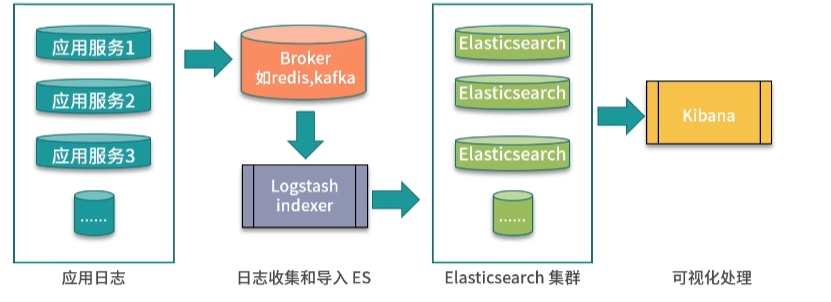 应用服务1
应用服务2
应用服务3
......
应用日志
Broker
如redis,kafka
Logstash
indexer
日志收集和导入 ES
Elasticsearch
Elasticsearch
Elasticsearch
......
Elasticsearch 集群
Kibana
可视化处理